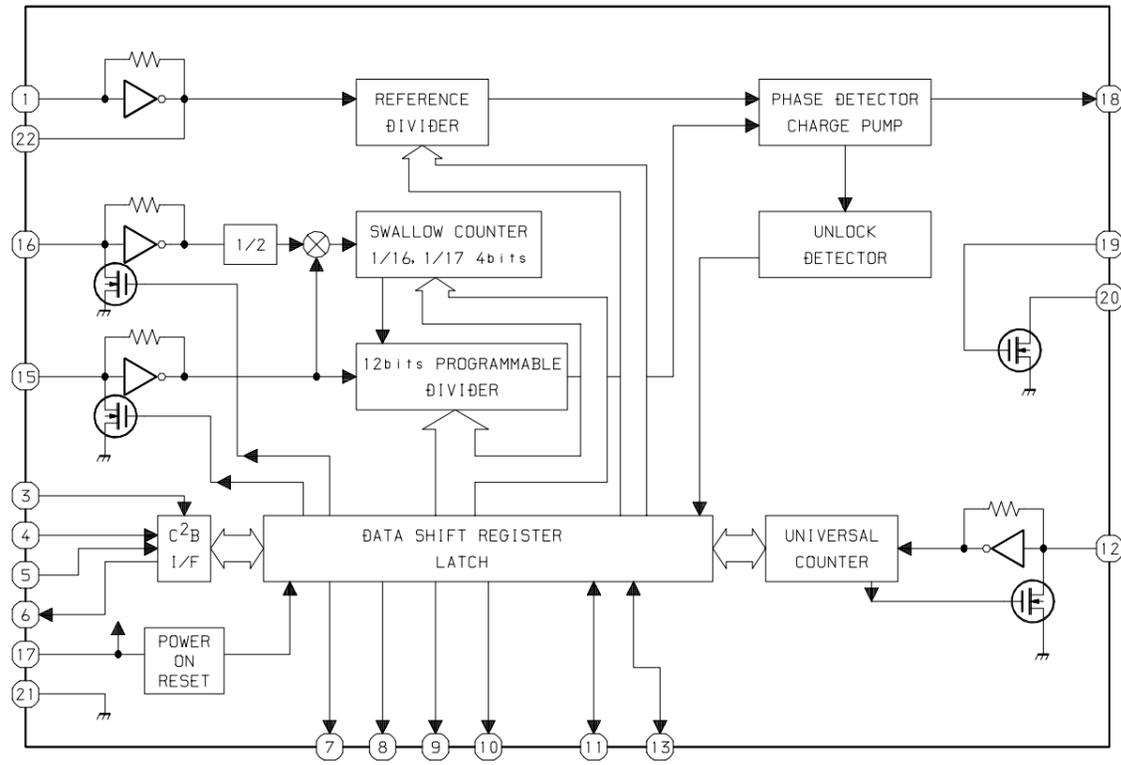 1
REFERENCE
DIVIDER
PHASE DETECTOR
CHARGE PUMP
18
22
16
1/2
SWALLOW COUNTER
1/16, 1/17 4bits
UNLOCK
DETECTOR
19
20
15
12bits PROGRAMMABLE
DIVIDER
3
4
5
6
C²B
I/F
DATA SHIFT REGISTER
LATCH
UNIVERSAL
COUNTER
12
17
POWER
ON
RESET
21
7
8
9
10
11
13